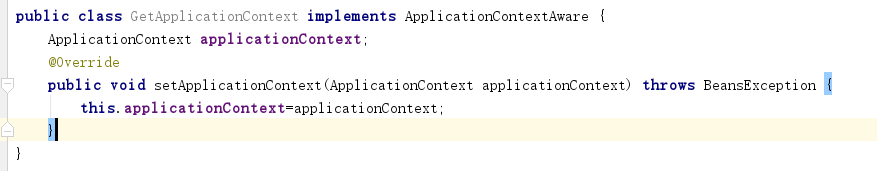 public class GetApplicationContext implements ApplicationContextAware {
    ApplicationContext applicationContext;
    @Override
    public void setApplicationContext(ApplicationContext applicationContext) throws BeansException {
        this.applicationContext=applicationContext;
    }
}